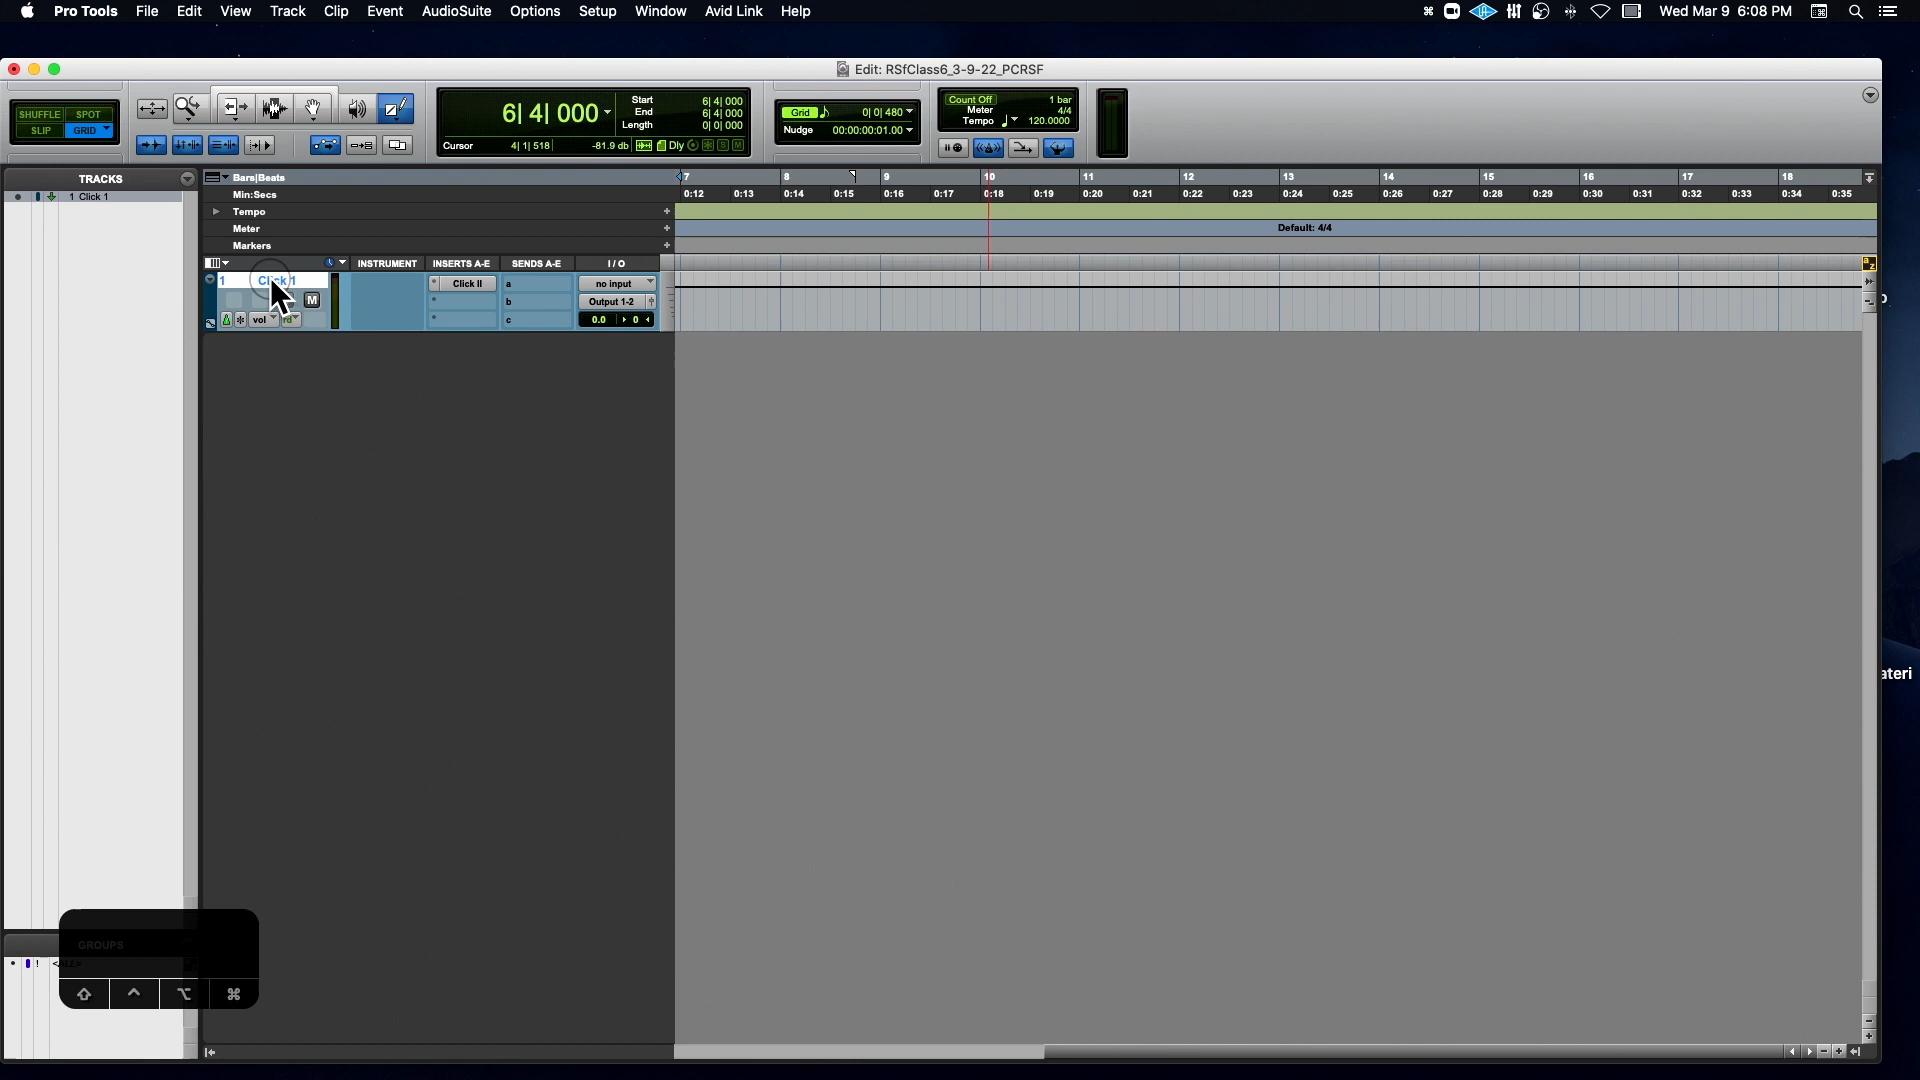 Pro Tools File Edit View Track Clip Event AudioSuite Options Setup Window Avid Link Help Wed Mar 9 6:08 PM
Edit: RSfClass6_3-9-22_PCRSF
SHUFFLE SPOT
SLIP GRID
6| 4| 000
Start 6| 4| 000
End 6| 4| 000
Length 0| 0| 000
Cursor 4| 1| 518 -81.9 db Dly S M
Grid 0| 0| 480
Nudge 00:00:00:01.00
Count Off 1 bar
Meter 4/4
Tempo 120.0000
TRACKS
1 Click 1
Bars|Beats 7 8 9 10 11 12 13 14 15 16 17 18
Min:Secs 0:12 0:13 0:14 0:15 0:16 0:17 0:18 0:19 0:20 0:21 0:22 0:23 0:24 0:25 0:26 0:27 0:28 0:29 0:30 0:31 0:32 0:33 0:34 0:35
Tempo
Meter Default: 4/4
Markers
INSTRUMENT INSERTS A-E SENDS A-E I / O
a z
1 Click 1 Click II a no input
M b Output 1-2
vol c 0.0 0
ateri
GROUPS